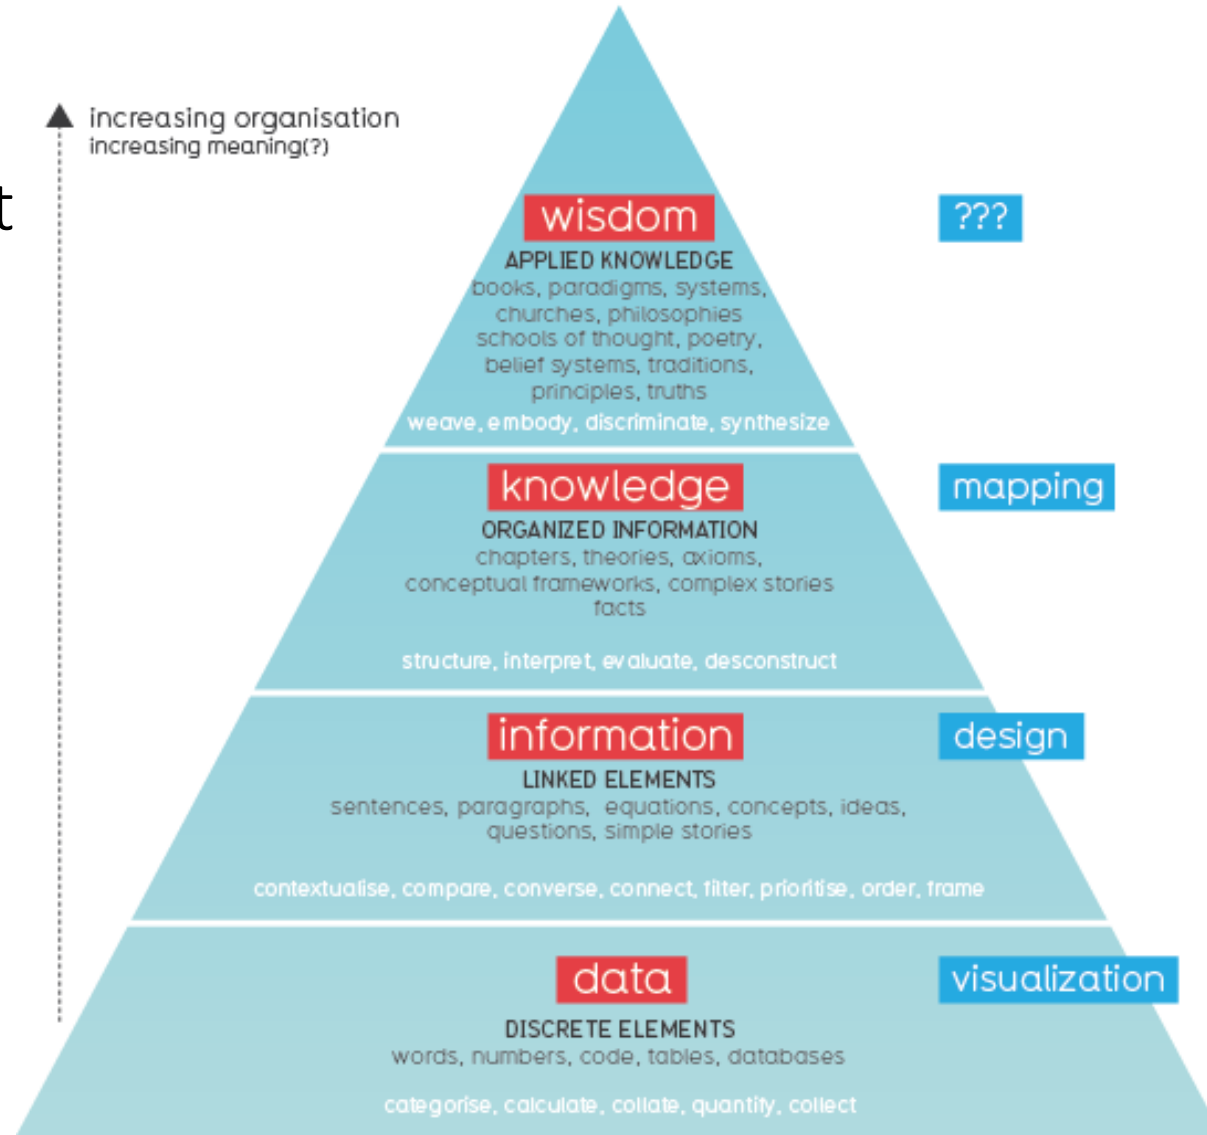 increasing organisation
increasing meaning(?)
t
wisdom
???
APPLIED KNOWLEDGE
books, paradigms, systems,
churches, philosophies
schools of thought, poetry,
belief systems, traditions,
principles, truths
weave, embody, discriminate, synthesize
knowledge
mapping
ORGANIZED INFORMATION
chapters, theories, axioms,
conceptual frameworks, complex stories
facts
structure, interpret, evaluate, desconstruct
information
design
LINKED ELEMENTS
sentences, paragraphs, equations, concepts, ideas,
questions, simple stories
contextualise, compare, converse, connect, filter, prioritise, order, frame
data
visualization
DISCRETE ELEMENTS
words, numbers, code, tables, databases
categorise, calculate, collate, quantify, collect